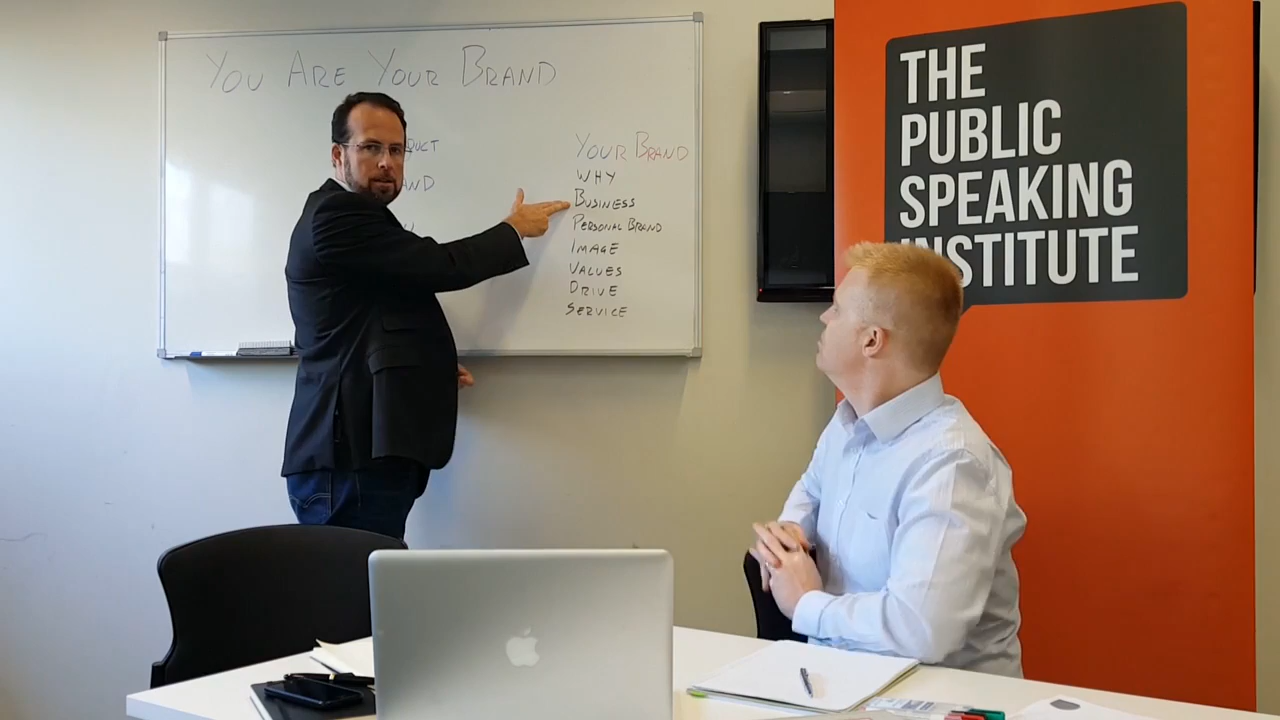 You Are Your Brand
YOUR BRAND
WHY
BUSINESS
PERSONAL BRAND
IMAGE
VALUES
DRIVE
SERVICE
THE
PUBLIC
SPEAKING
INSTITUTE